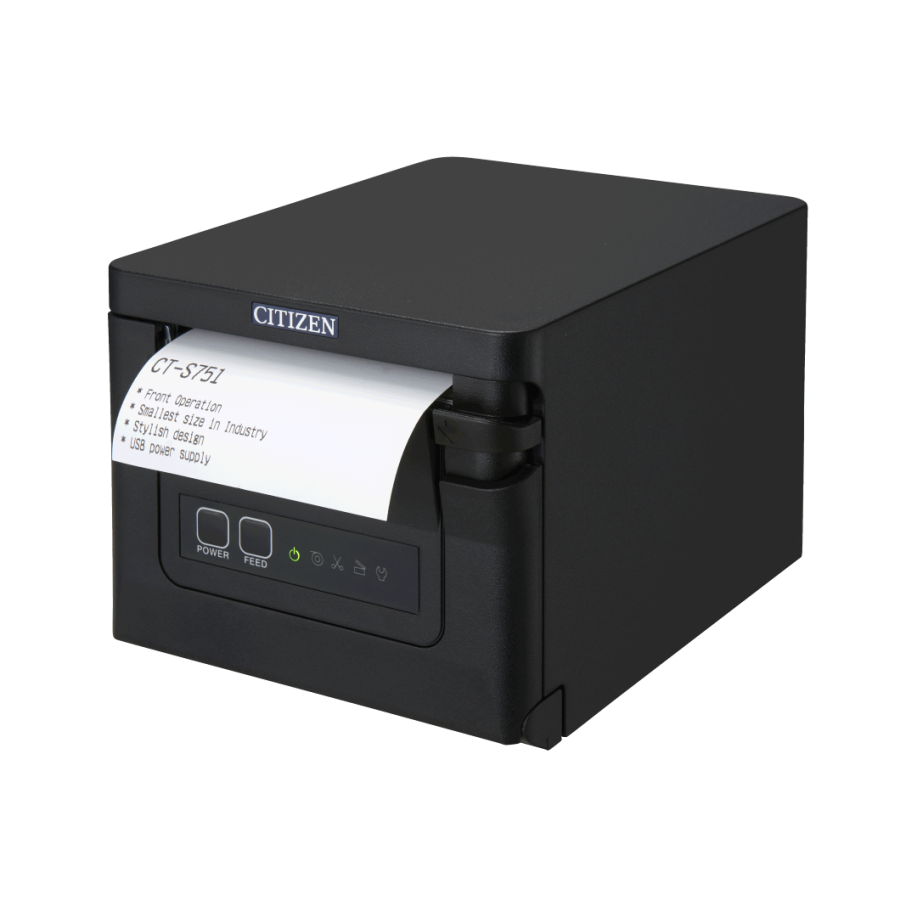 CITIZEN
CT-S751
* Front Operation
* Smallest size in Industry
* Stylish design
* USB power supply
POWER
FEED